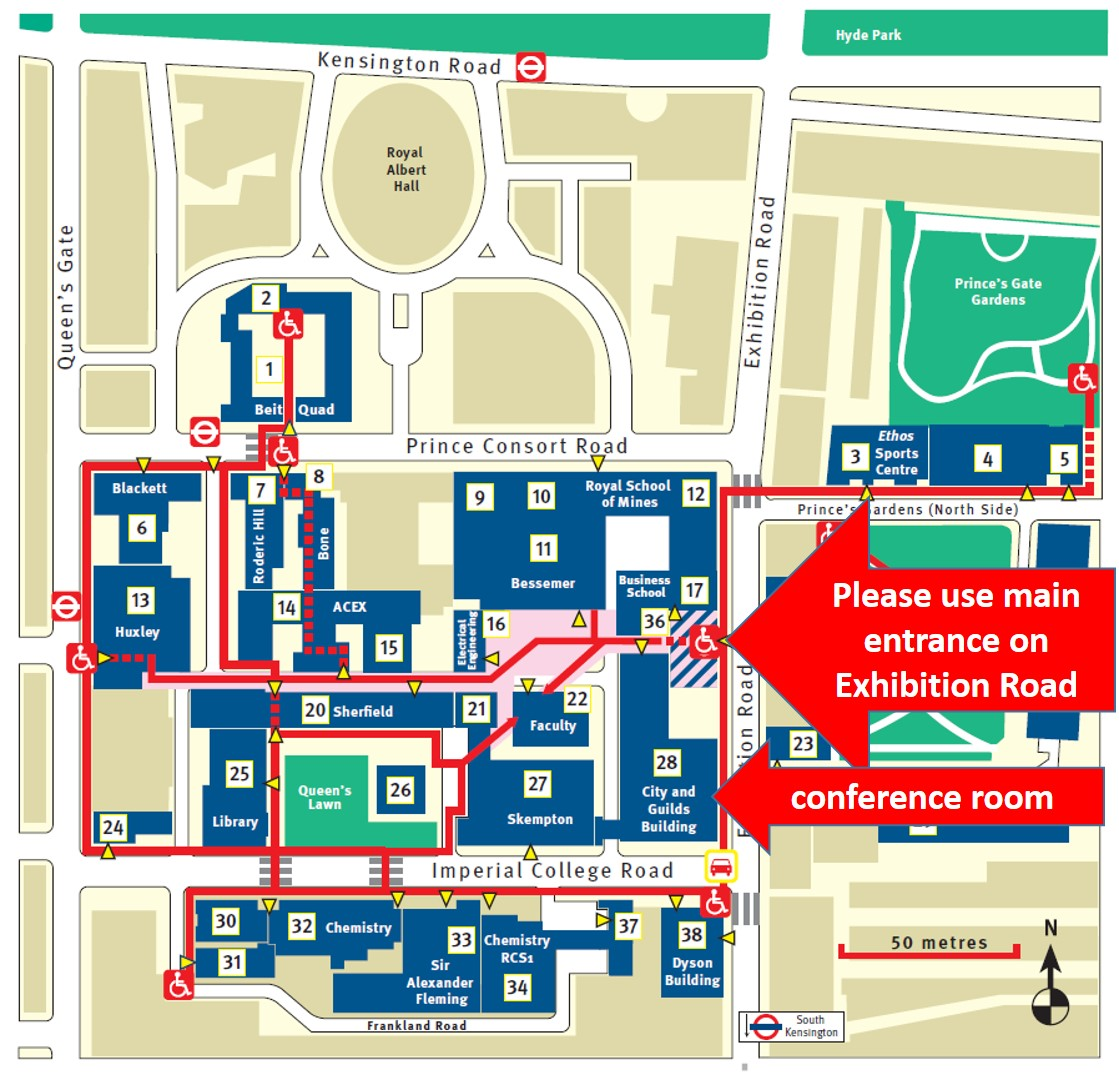 Hyde Park
Kensington Road
Royal
Albert
Hall
Queen's Gate
Exhibition Road
Prince's Gate
Gardens
2
1
Beit Quad
Prince Consort Road
3
Ethos
Sports
Centre
4
5
Prince's Gardens (North Side)
Blackett
6
7
8
Roderic Hill
Bone
9
10
Royal School
of Mines
12
11
Bessemer
Business
School
17
13
Huxley
14
ACEX
15
Electrical
Engineering
16
36
Please use main
entrance on
Exhibition Road
20
Sherfield
21
22
Faculty
23
25
Library
Queen's
Lawn
26
27
Skempton
28
City and
Guilds
Building
conference room
24
Imperial College Road
30
31
32
Chemistry
33
Sir
Alexander
Fleming
Chemistry
RCS1
34
37
38
Dyson
Building
Frankland Road
50 metres
N
South
Kensington